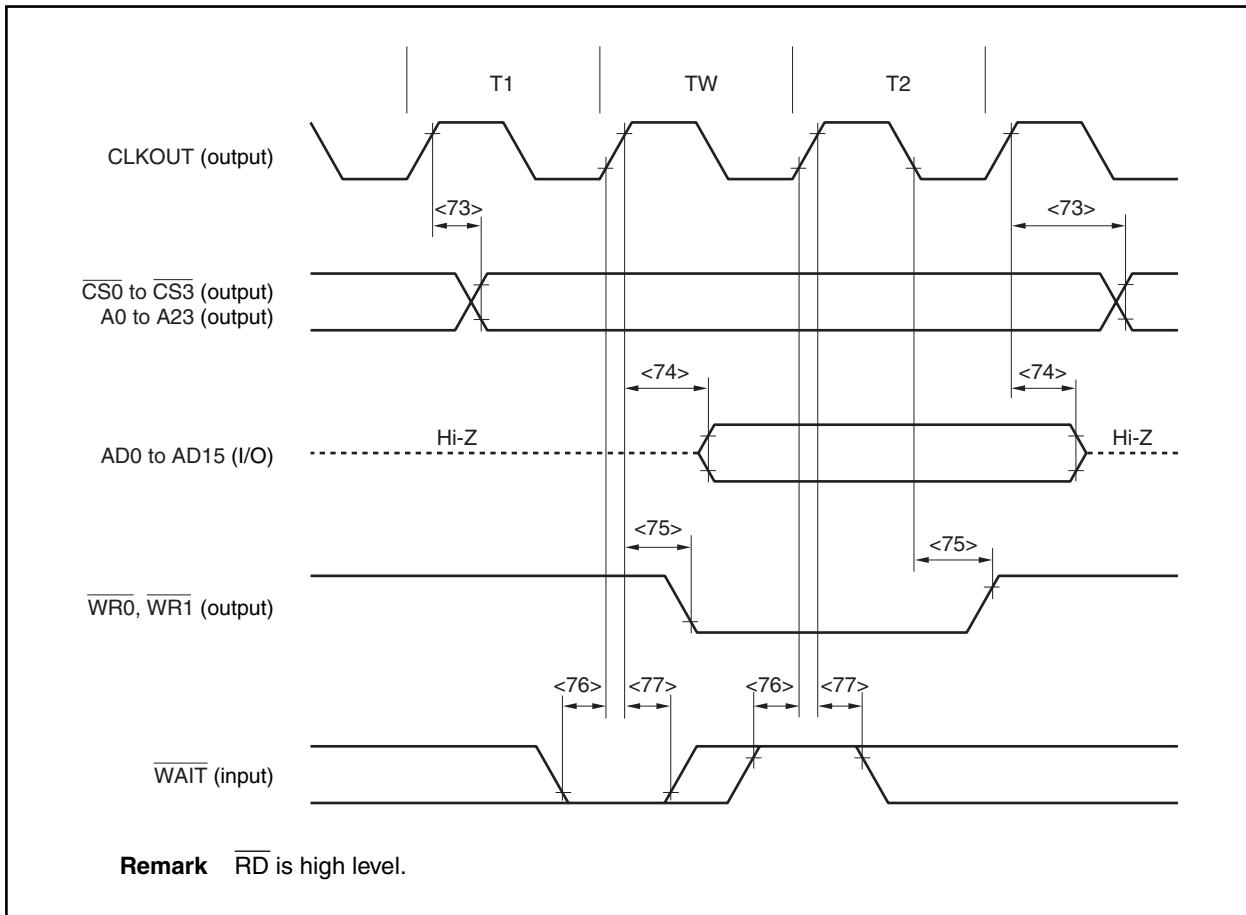 T1 TW T2
CLKOUT (output)
<73> <73>
CS0 to CS3 (output)
A0 to A23 (output)
<74> <74>
AD0 to AD15 (I/O) Hi-Z Hi-Z
<75> <75>
WR0, WR1 (output)
<76> <77> <76> <77>
WAIT (input)
Remark RD is high level.